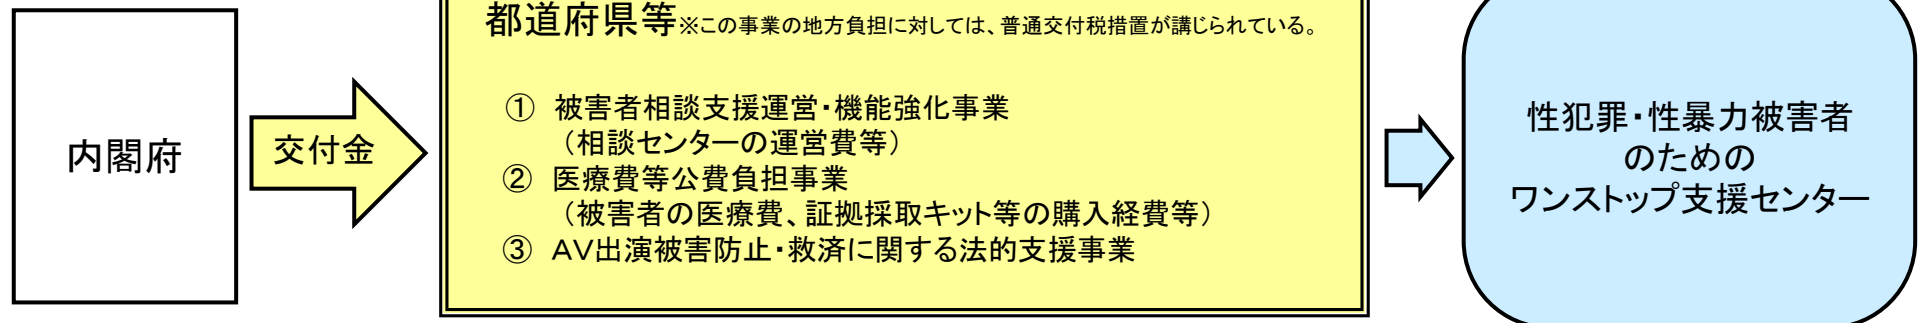 内閣府
交付金
都道府県等※この事業の地方負担に対しては、普通交付税措置が講じられている。
① 被害者相談支援運営・機能強化事業
（相談センターの運営費等）
② 医療費等公費負担事業
（被害者の医療費、証拠採取キット等の購入経費等）
③ AV出演被害防止・救済に関する法的支援事業
性犯罪・性暴力被害者
のための
ワンストップ支援センター